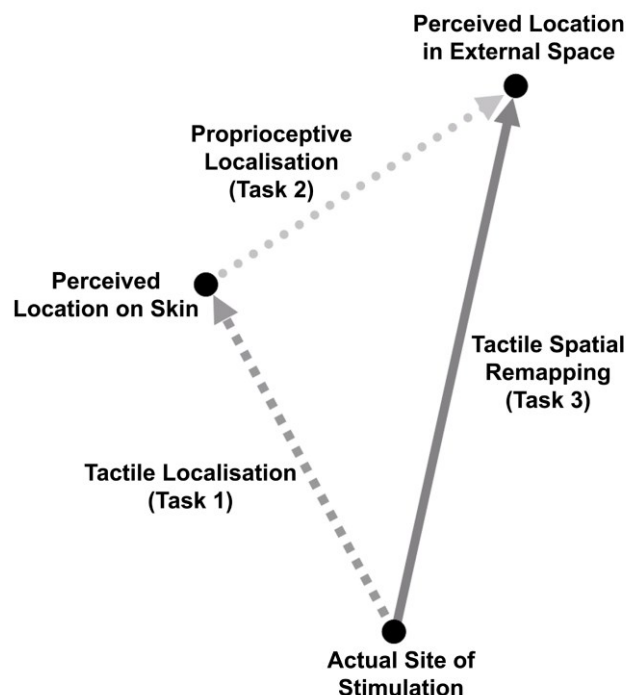 Perceived Location
in External Space
Proprioceptive
Localisation
(Task 2)
Perceived
Location on Skin
Tactile Spatial
Remapping
(Task 3)
Tactile Localisation
(Task 1)
Actual Site of
Stimulation